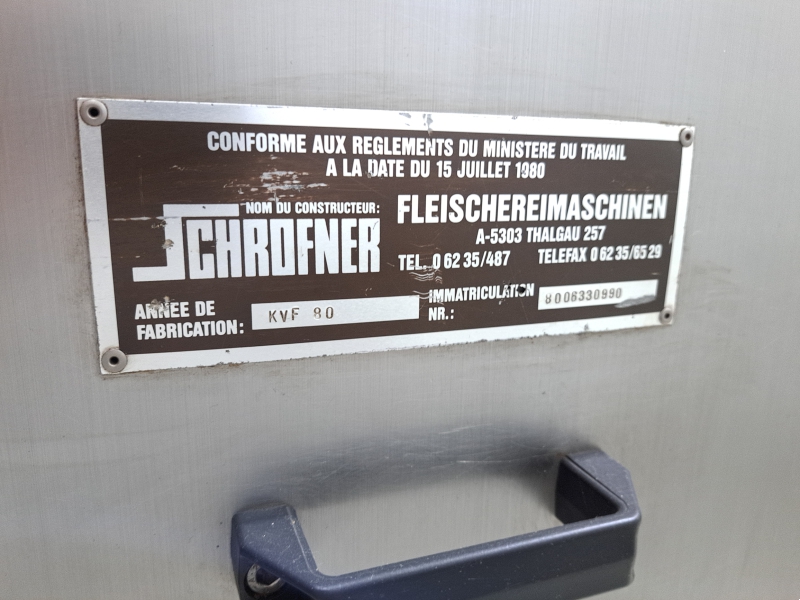 CONFORME AUX REGLEMENTS DU MINISTERE DU TRAVAIL
A LA DATE DU 15 JUILLET 1980
NOM DU CONSTRUCTEUR:
SCHROFNER
FLEISCHEREIMASCHINEN
A-5303 THALGAU 257
TEL. 0 62 35/487 TELEFAX 0 62 35/65 29
ANNÉE DE
FABRICATION: KVF 80
IMMATRICULATION
NR.: 8006330990